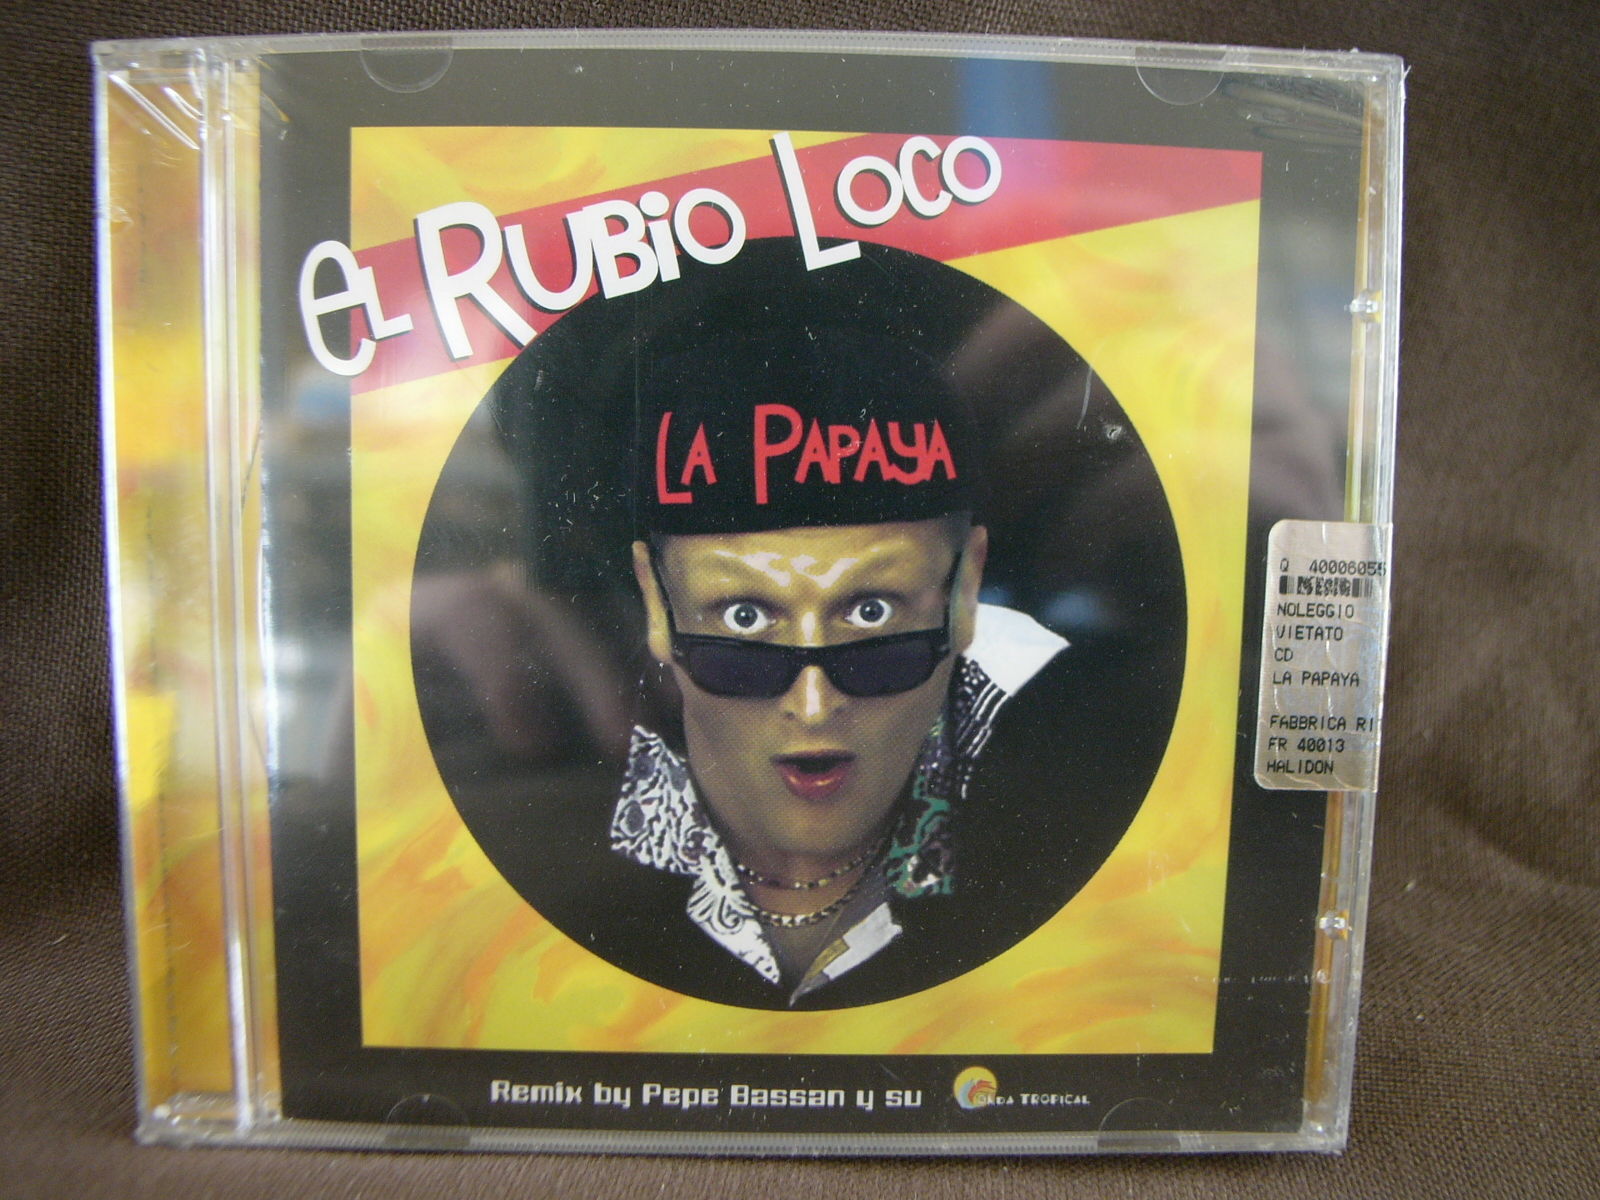 eL RUBiO LOCO
LA PAPAYA
Q 40006055
NOLEGGIO
VIETATO
CD
LA PAPAYA
FABBRICA RI
FR 40013
HALIDON
Remix by Pepe Bassan y su
ONDA TROPICAL